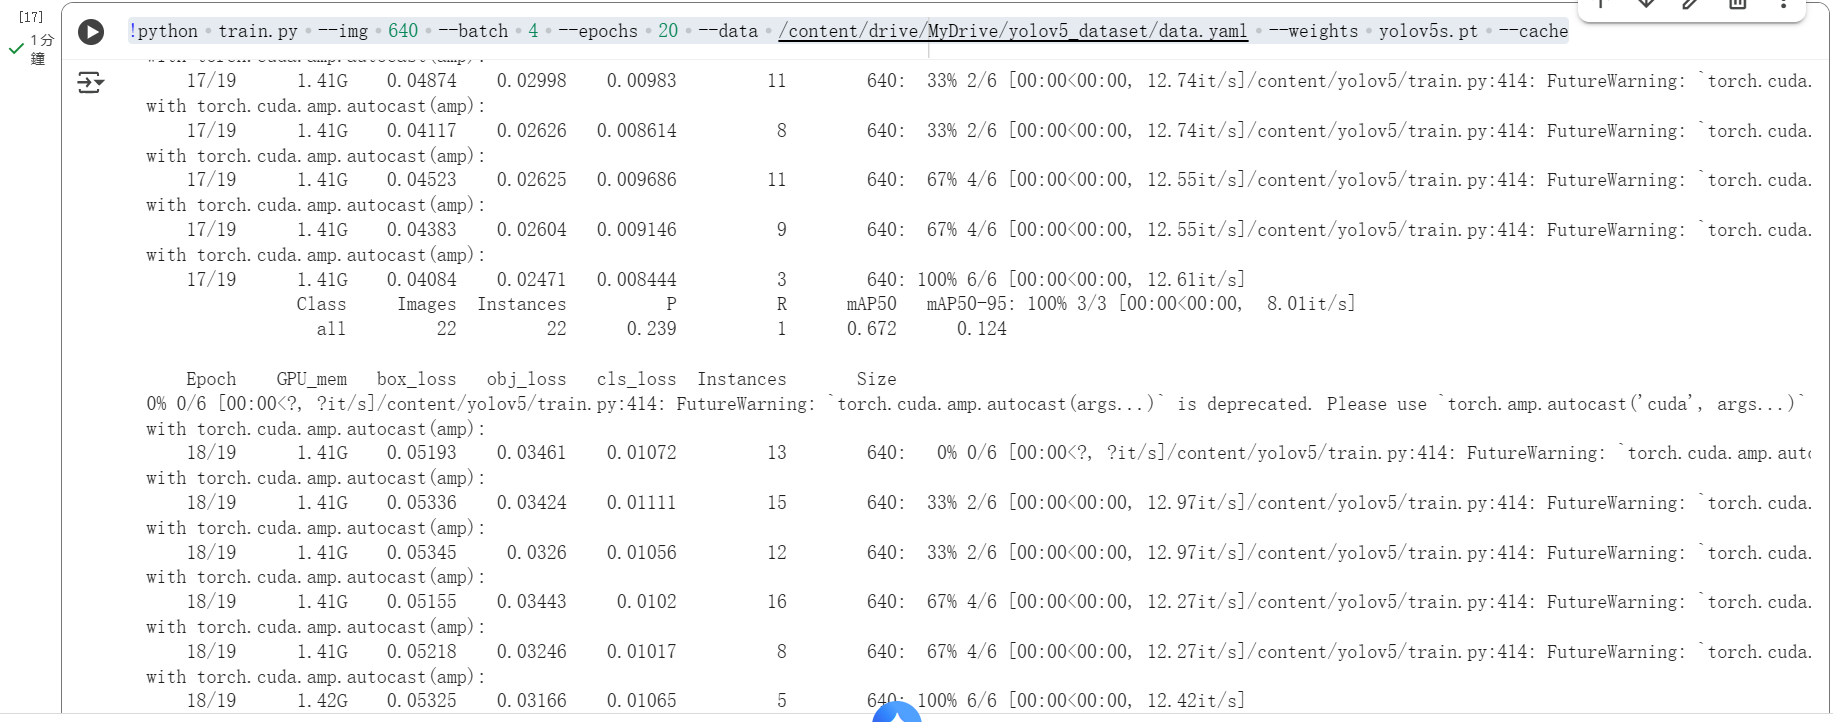 [17]
1 分鐘
!python train.py --img 640 --batch 4 --epochs 20 --data /content/drive/MyDrive/yolov5_dataset/data.yaml --weights yolov5s.pt --cache
with torch.cuda.amp.autocast(amp):
17/19 1.41G 0.04874 0.02998 0.00983 11 640: 33% 2/6 [00:00<00:00, 12.74it/s]/content/yolov5/train.py:414: FutureWarning: `torch.cuda.
with torch.cuda.amp.autocast(amp):
17/19 1.41G 0.04117 0.02626 0.008614 8 640: 33% 2/6 [00:00<00:00, 12.74it/s]/content/yolov5/train.py:414: FutureWarning: `torch.cuda.
with torch.cuda.amp.autocast(amp):
17/19 1.41G 0.04523 0.02625 0.009686 11 640: 67% 4/6 [00:00<00:00, 12.55it/s]/content/yolov5/train.py:414: FutureWarning: `torch.cuda.
with torch.cuda.amp.autocast(amp):
17/19 1.41G 0.04383 0.02604 0.009146 9 640: 67% 4/6 [00:00<00:00, 12.55it/s]/content/yolov5/train.py:414: FutureWarning: `torch.cuda.
with torch.cuda.amp.autocast(amp):
17/19 1.41G 0.04084 0.02471 0.008444 3 640: 100% 6/6 [00:00<00:00, 12.61it/s]
Class Images Instances P R mAP50 mAP50-95: 100% 3/3 [00:00<00:00, 8.01it/s]
all 22 22 0.239 1 0.672 0.124
Epoch GPU_mem box_loss obj_loss cls_loss Instances Size
0% 0/6 [00:00<?, ?it/s]/content/yolov5/train.py:414: FutureWarning: `torch.cuda.amp.autocast(args...)` is deprecated. Please use `torch.amp.autocast('cuda', args...)`
with torch.cuda.amp.autocast(amp):
18/19 1.41G 0.05193 0.03461 0.01072 13 640: 0% 0/6 [00:00<?, ?it/s]/content/yolov5/train.py:414: FutureWarning: `torch.cuda.amp.autc
with torch.cuda.amp.autocast(amp):
18/19 1.41G 0.05336 0.03424 0.01111 15 640: 33% 2/6 [00:00<00:00, 12.97it/s]/content/yolov5/train.py:414: FutureWarning: `torch.cuda.
with torch.cuda.amp.autocast(amp):
18/19 1.41G 0.05345 0.0326 0.01056 12 640: 33% 2/6 [00:00<00:00, 12.97it/s]/content/yolov5/train.py:414: FutureWarning: `torch.cuda.
with torch.cuda.amp.autocast(amp):
18/19 1.41G 0.05155 0.03443 0.0102 16 640: 67% 4/6 [00:00<00:00, 12.27it/s]/content/yolov5/train.py:414: FutureWarning: `torch.cuda.
with torch.cuda.amp.autocast(amp):
18/19 1.41G 0.05218 0.03246 0.01017 8 640: 67% 4/6 [00:00<00:00, 12.27it/s]/content/yolov5/train.py:414: FutureWarning: `torch.cuda.
with torch.cuda.amp.autocast(amp):
18/19 1.42G 0.05325 0.03166 0.01065 5 640: 100% 6/6 [00:00<00:00, 12.42it/s]